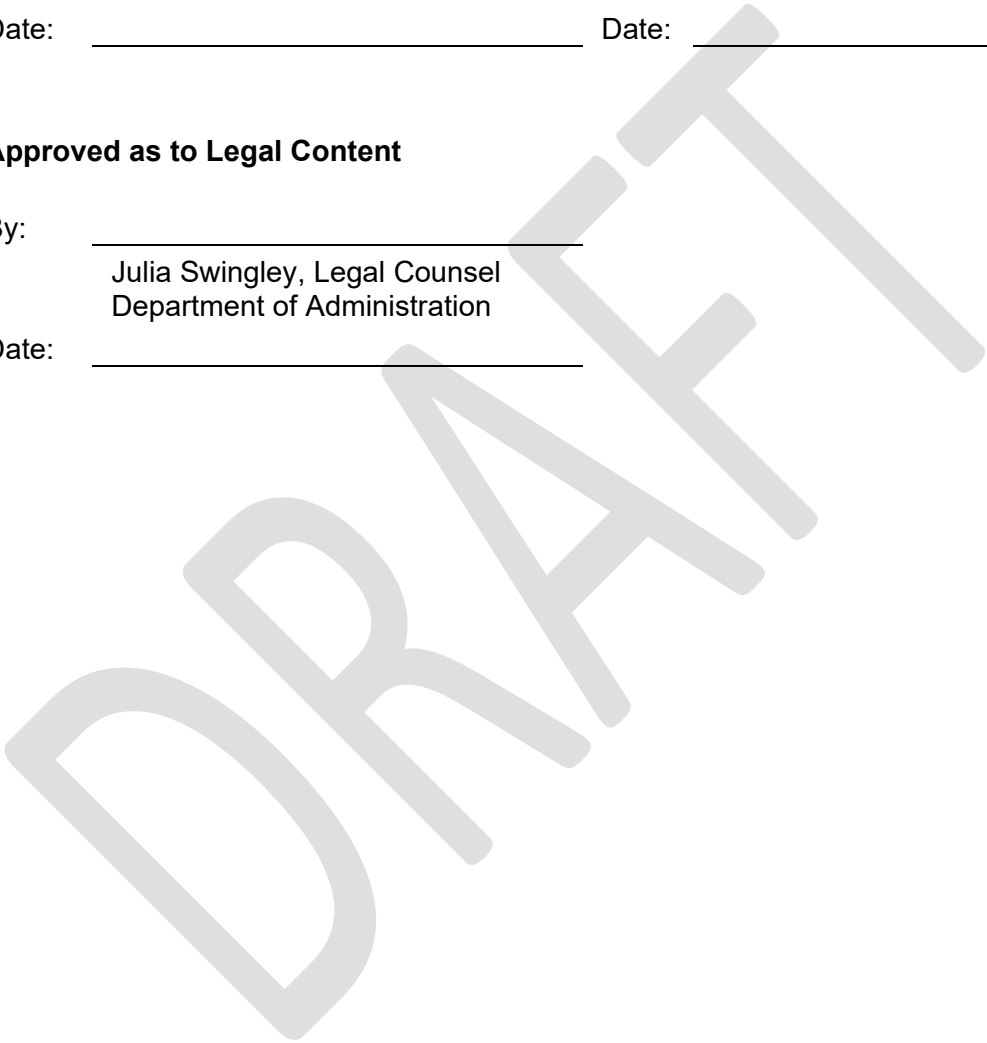 Date: Date:
Approved as to Legal Content
By:
Julia Swingley, Legal Counsel
Department of Administration
Date:
DRAFT